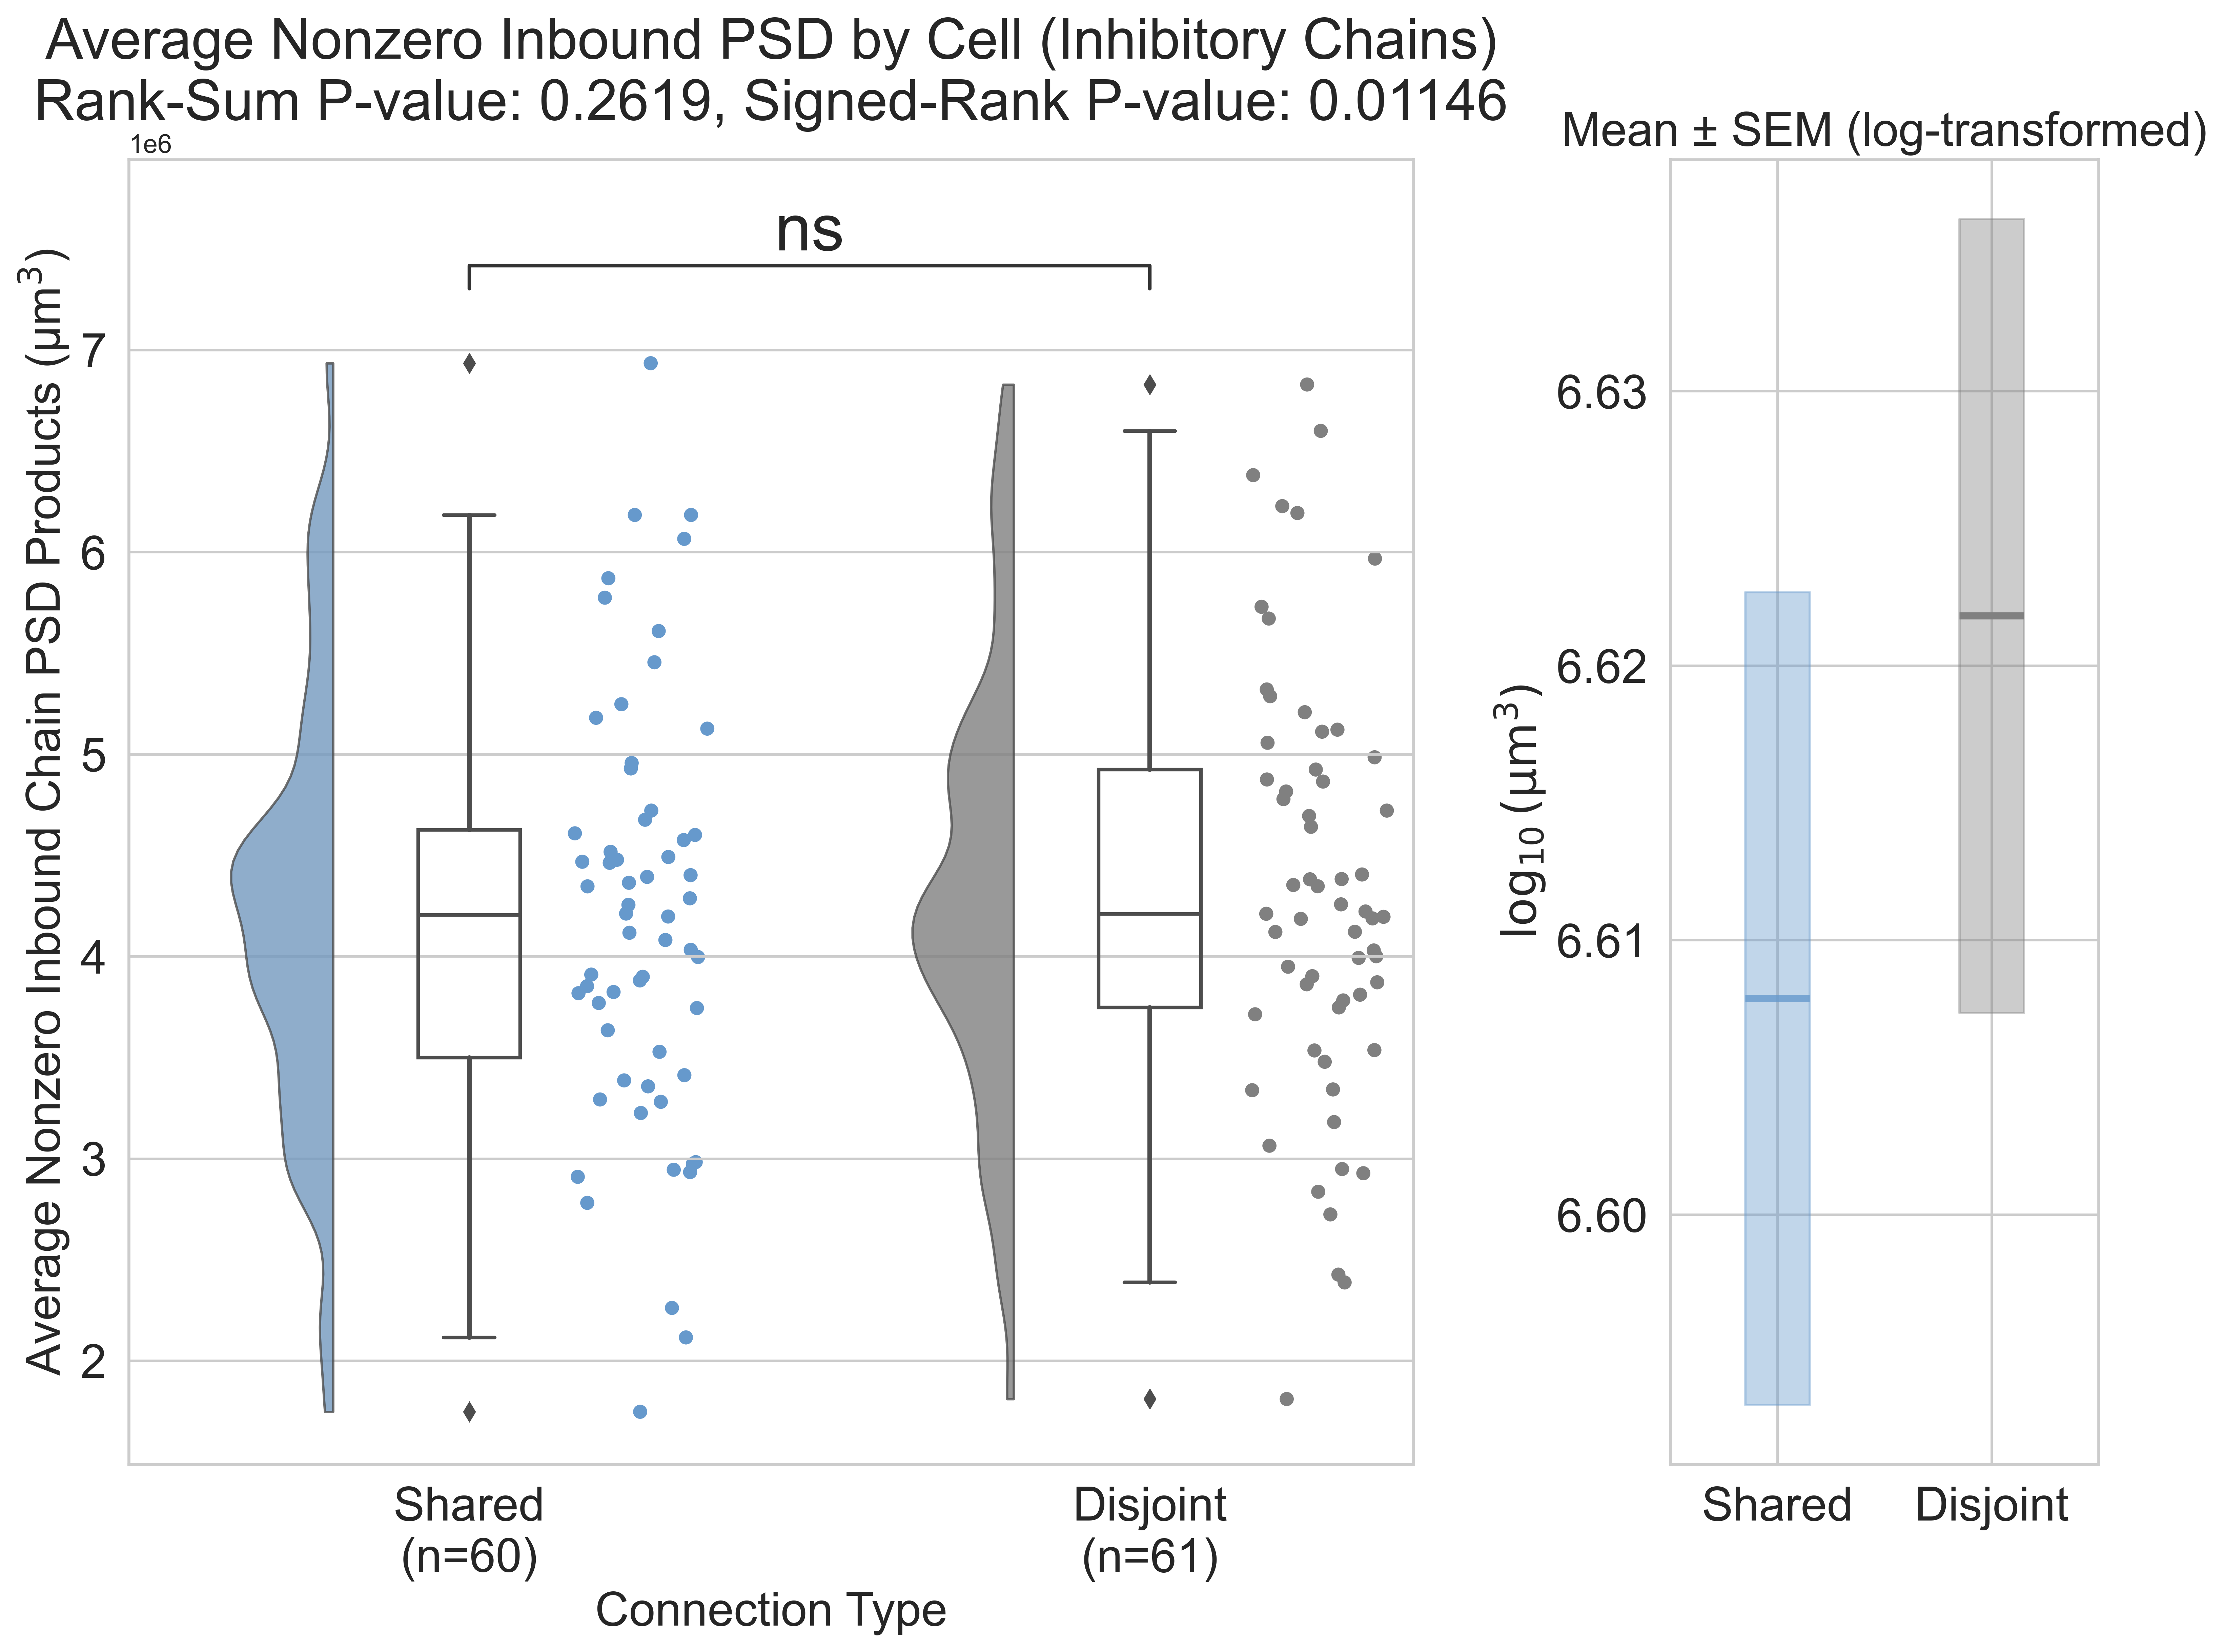 Average Nonzero Inbound PSD by Cell (Inhibitory Chains)
Rank-Sum P-value: 0.2619, Signed-Rank P-value: 0.01146
1e6
ns
Average Nonzero Inbound Chain PSD Products (µm³)
7
6
5
4
3
2
Shared
(n=60)
Disjoint
(n=61)
Connection Type
Mean ± SEM (log-transformed)
log₁₀ (µm³)
6.63
6.62
6.61
6.60
Shared
Disjoint